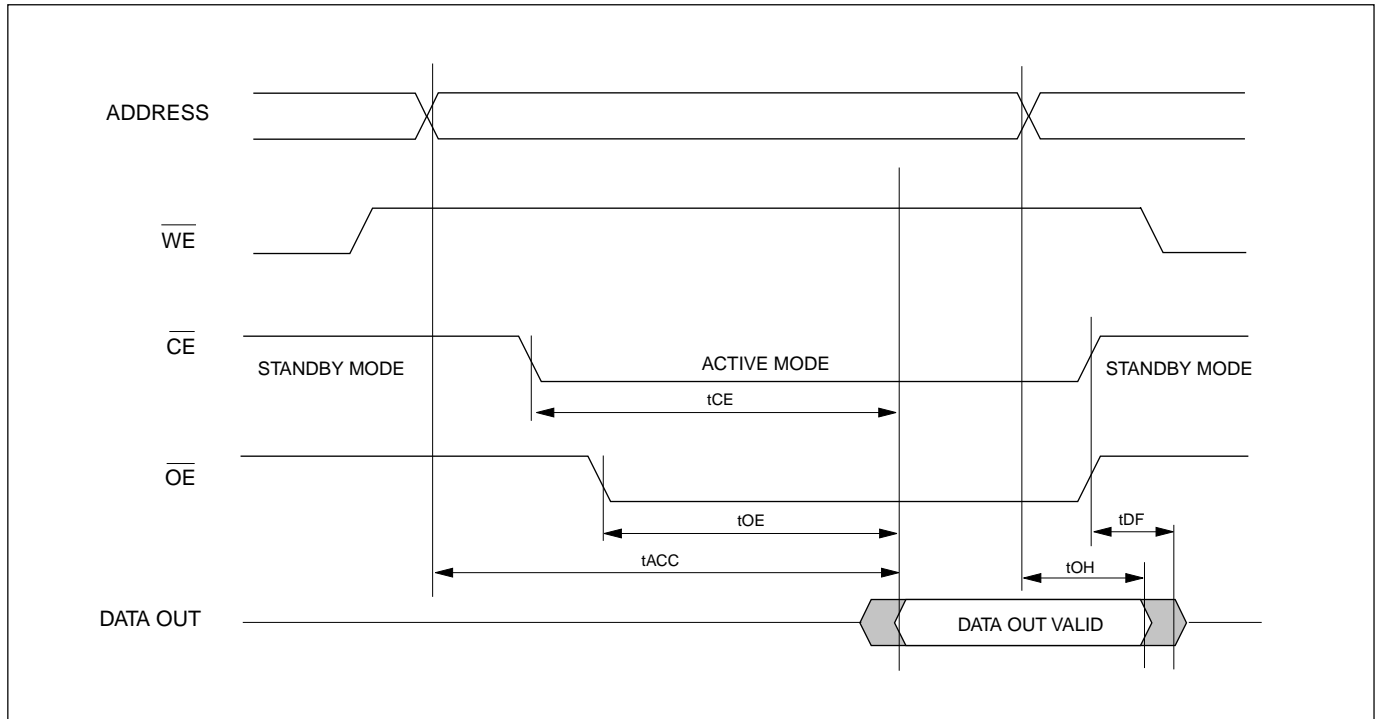 ADDRESS
WE
CE
STANDBY MODE
ACTIVE MODE
STANDBY MODE
tCE
OE
tOE
tDF
tACC
tOH
DATA OUT
DATA OUT VALID